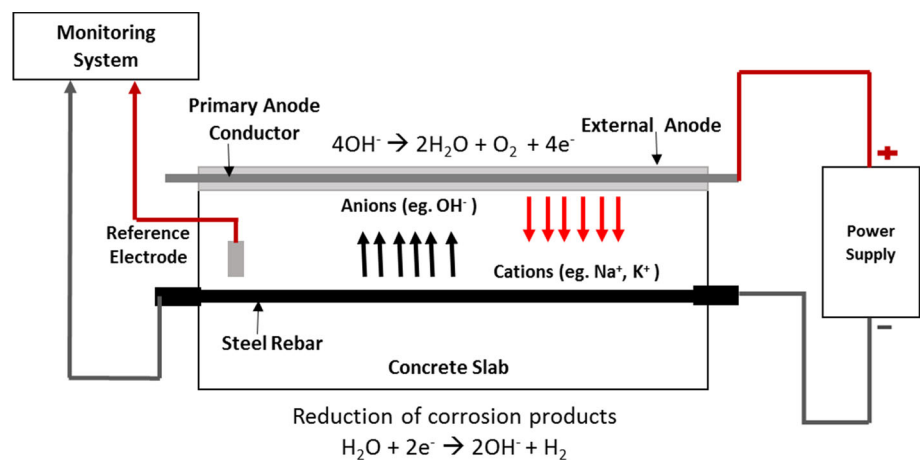 Monitoring
System
Primary Anode
Conductor
4OH⁻ → 2H₂O + O₂ + 4e⁻
External Anode
+
Anions (eg. OH⁻)
Reference
Electrode
Cations (eg. Na⁺, K⁺)
Power
Supply
−
Steel Rebar
Concrete Slab
Reduction of corrosion products
H₂O + 2e⁻ → 2OH⁻ + H₂